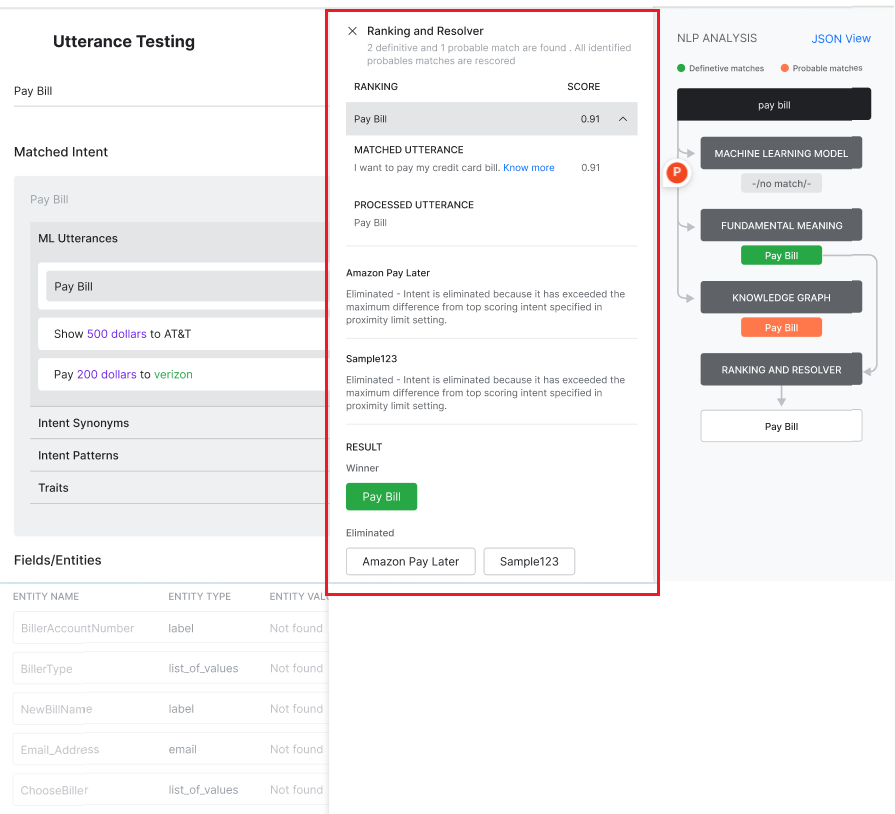 Utterance Testing
Pay Bill
Matched Intent
Pay Bill
ML Utterances
Pay Bill
Show 500 dollars to AT&T
Pay 200 dollars to verizon
Intent Synonyms
Intent Patterns
Traits
Fields/Entities
ENTITY NAME ENTITY TYPE ENTITY VALU
BillerAccountNumber label Not found
BillerType list_of_values Not found
NewBillName label Not found
Email_Address email Not found
ChooseBiller list_of_values Not found
Ranking and Resolver
2 definitive and 1 probable match are found . All identified
probables matches are rescored
RANKING SCORE
Pay Bill 0.91
MATCHED UTTERANCE
I want to pay my credit card bill. Know more 0.91
PROCESSED UTTERANCE
Pay Bill
Amazon Pay Later
Eliminated - Intent is eliminated because it has exceeded the
maximum difference from top scoring intent specified in
proximity limit setting.
Sample123
Eliminated - Intent is eliminated because it has exceeded the
maximum difference from top scoring intent specified in
proximity limit setting.
RESULT
Winner
Pay Bill
Eliminated
Amazon Pay Later Sample123
NLP ANALYSIS JSON View
Definetive matches Probable matches
pay bill
MACHINE LEARNING MODEL
P
-/no match/-
FUNDAMENTAL MEANING
Pay Bill
KNOWLEDGE GRAPH
Pay Bill
RANKING AND RESOLVER
Pay Bill